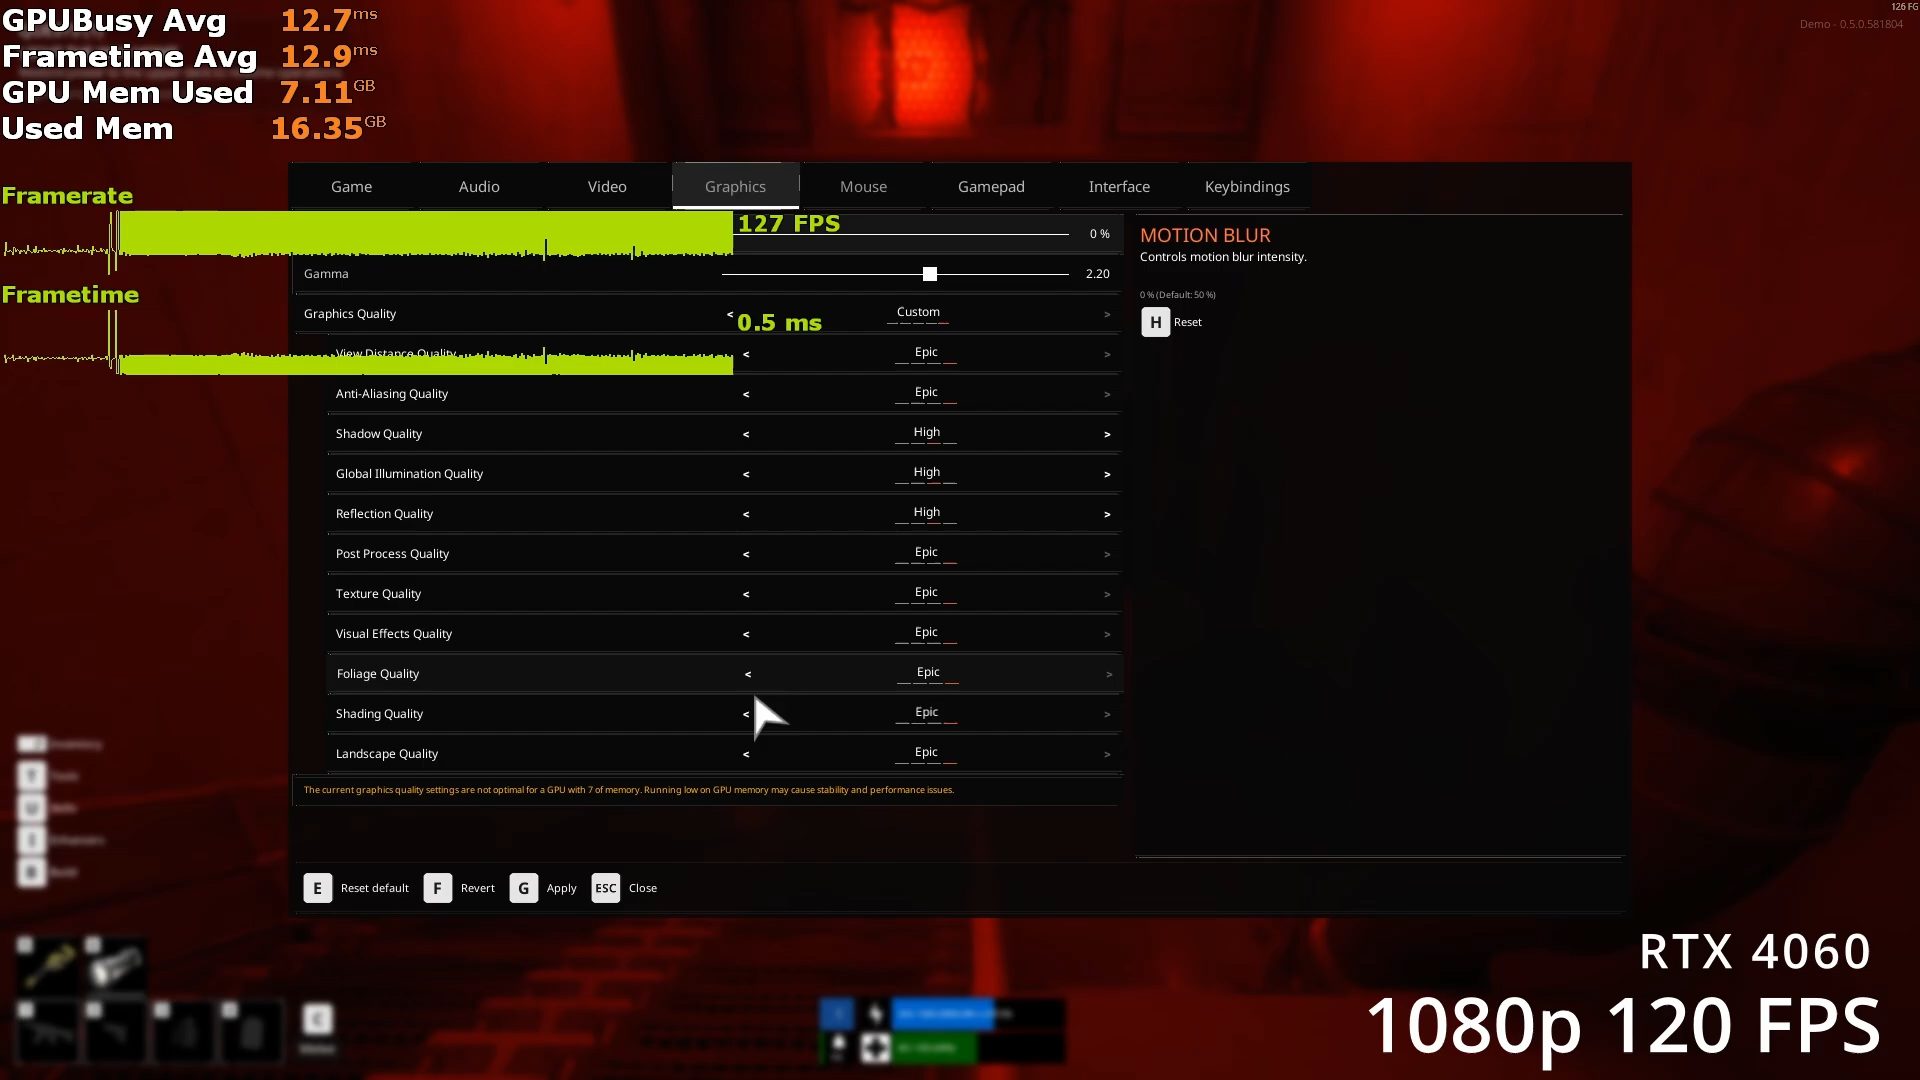 GPUBusy Avg 12.7ms
Frametime Avg 12.9ms
GPU Mem Used 7.11GB
Used Mem 16.35GB
126 FG
Demo - 0.5.0.581804
Game Audio Video Graphics Mouse Gamepad Interface Keybindings
Framerate
127 FPS
0 %
Gamma 2.20
Frametime
0.5 ms
Graphics Quality < Custom >
View Distance Quality < Epic >
Anti-Aliasing Quality < Epic >
Shadow Quality < High >
Global Illumination Quality < High >
Reflection Quality < High >
Post Process Quality < Epic >
Texture Quality < Epic >
Visual Effects Quality < Epic >
Foliage Quality < Epic >
Shading Quality < Epic >
Landscape Quality < Epic >
The current graphics quality settings are not optimal for a GPU with 7 of memory. Running low on GPU memory may cause stability and performance issues.
MOTION BLUR
Controls motion blur intensity.
0 % (Default: 50 %)
H Reset
E Reset default F Revert G Apply ESC Close
Inventory
T Tools
U Skills
I Enhancers
B Build
C
RTX 4060
1080p 120 FPS